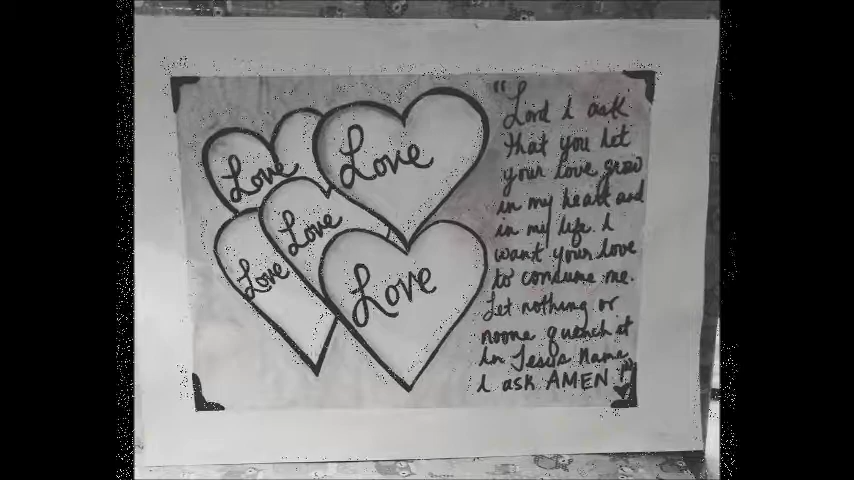 Love
Love
Love
Love
Love
"Lord I ask
that you let
your love grow
in my heart and
in my life. I
want your love
to consume me.
Let nothing or
noone quench it
In Jesus Name
I ask AMEN!"